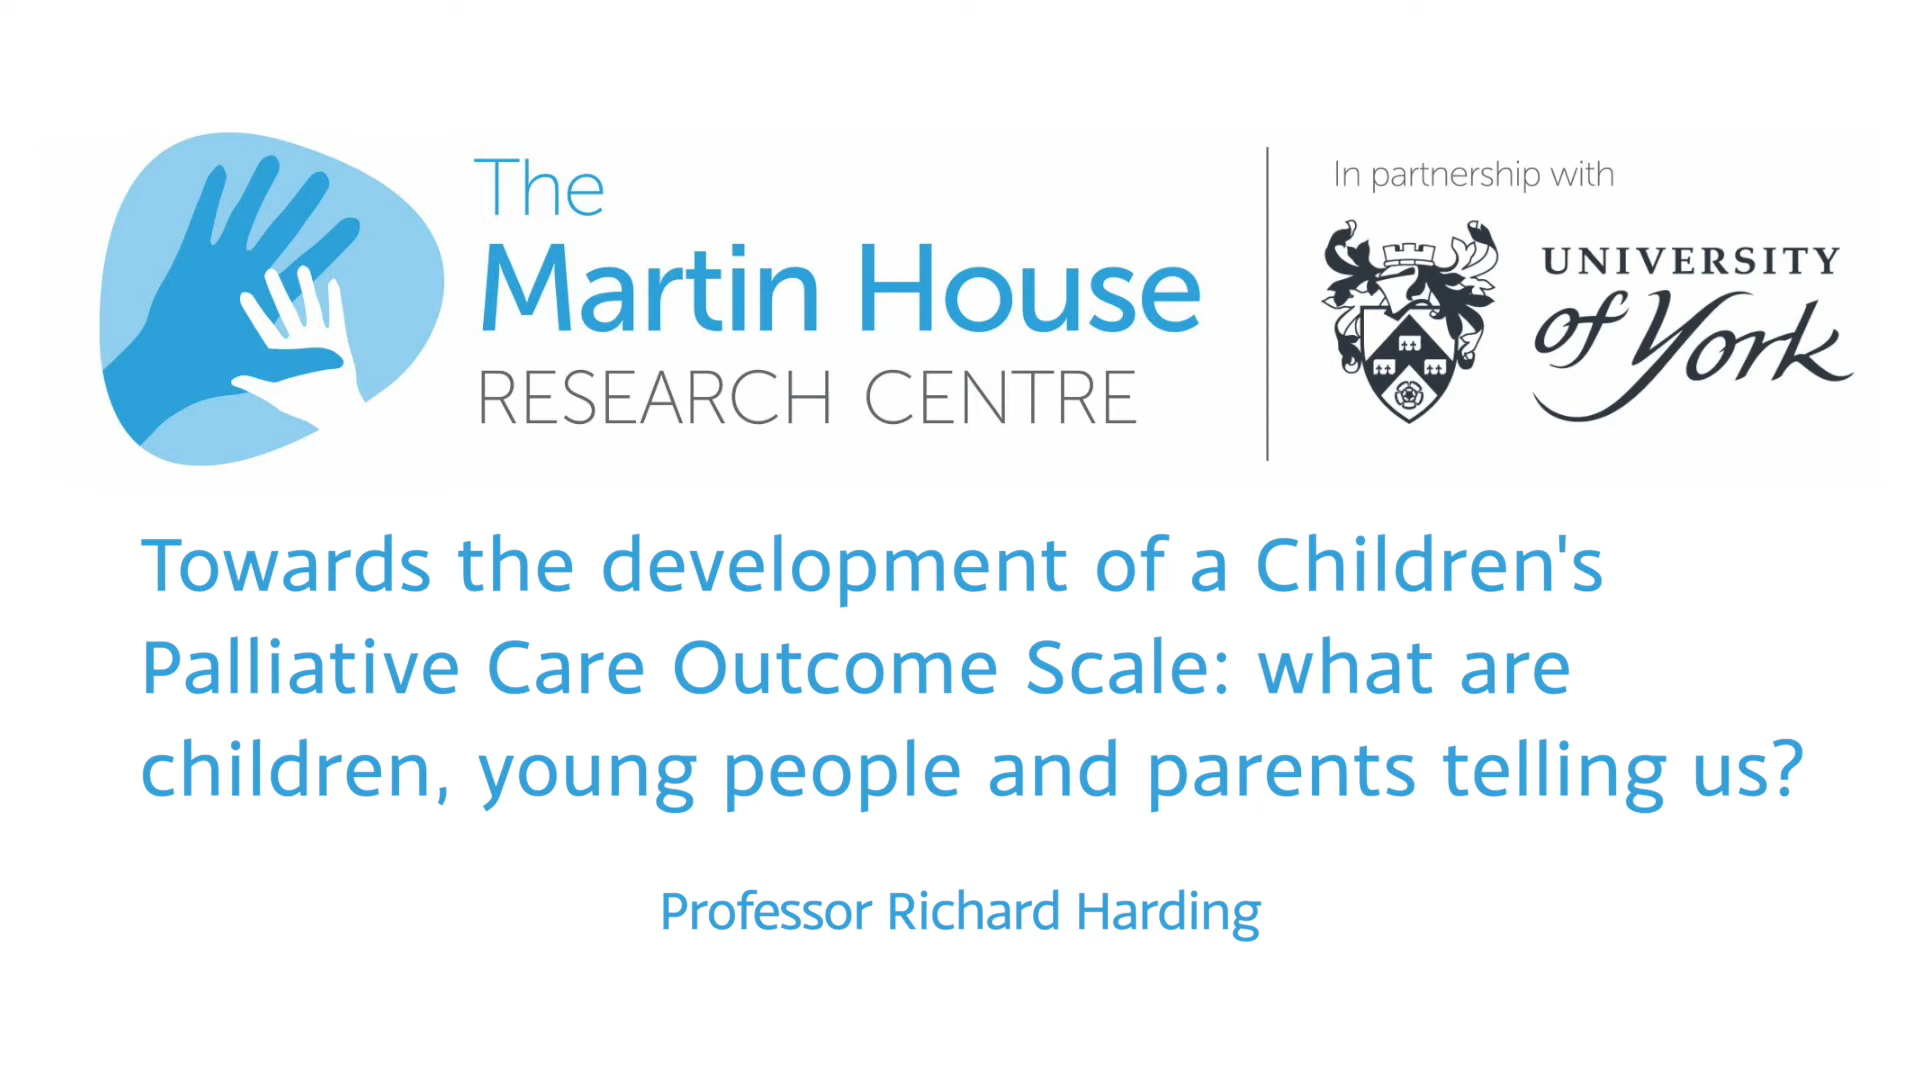 The
Martin House
RESEARCH CENTRE
In partnership with
UNIVERSITY
of York
Towards the development of a Children's
Palliative Care Outcome Scale: what are
children, young people and parents telling us?
Professor Richard Harding